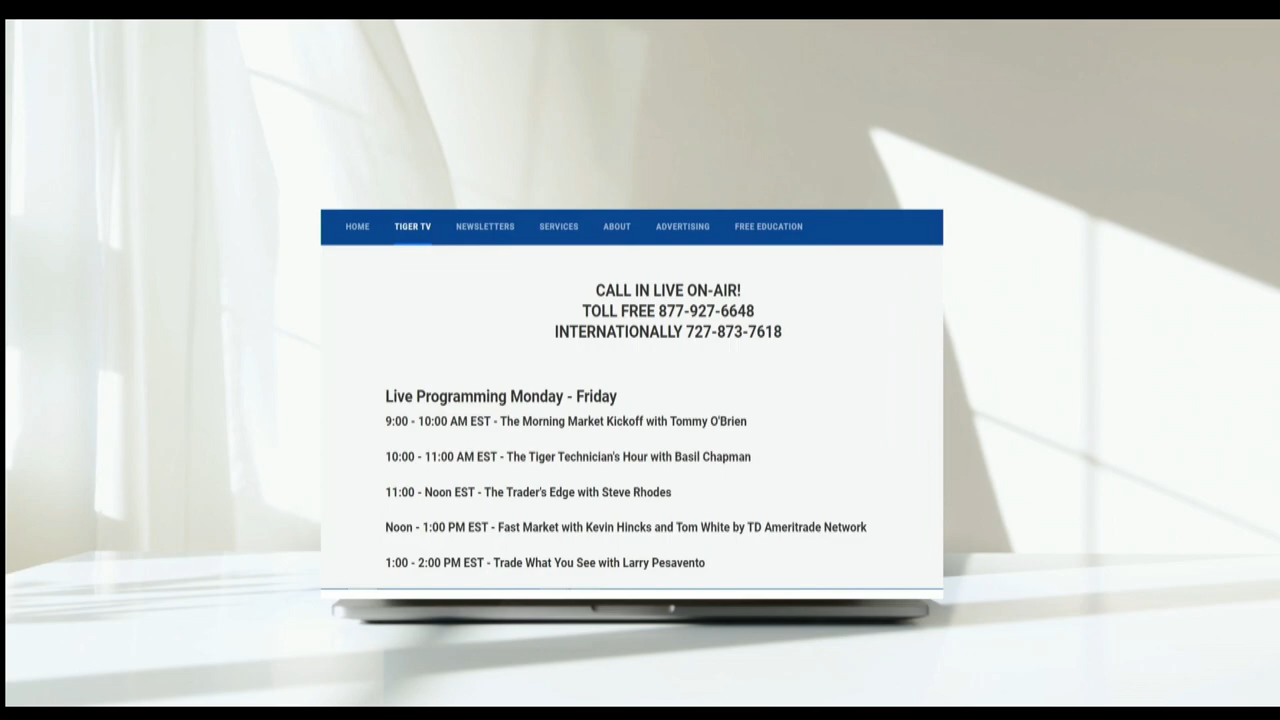 HOME TIGER TV NEWSLETTERS SERVICES ABOUT ADVERTISING FREE EDUCATION
CALL IN LIVE ON-AIR!
TOLL FREE 877-927-6648
INTERNATIONALLY 727-873-7618
Live Programming Monday - Friday
9:00 - 10:00 AM EST - The Morning Market Kickoff with Tommy O'Brien
10:00 - 11:00 AM EST - The Tiger Technician's Hour with Basil Chapman
11:00 - Noon EST - The Trader's Edge with Steve Rhodes
Noon - 1:00 PM EST - Fast Market with Kevin Hincks and Tom White by TD Ameritrade Network
1:00 - 2:00 PM EST - Trade What You See with Larry Pesavento